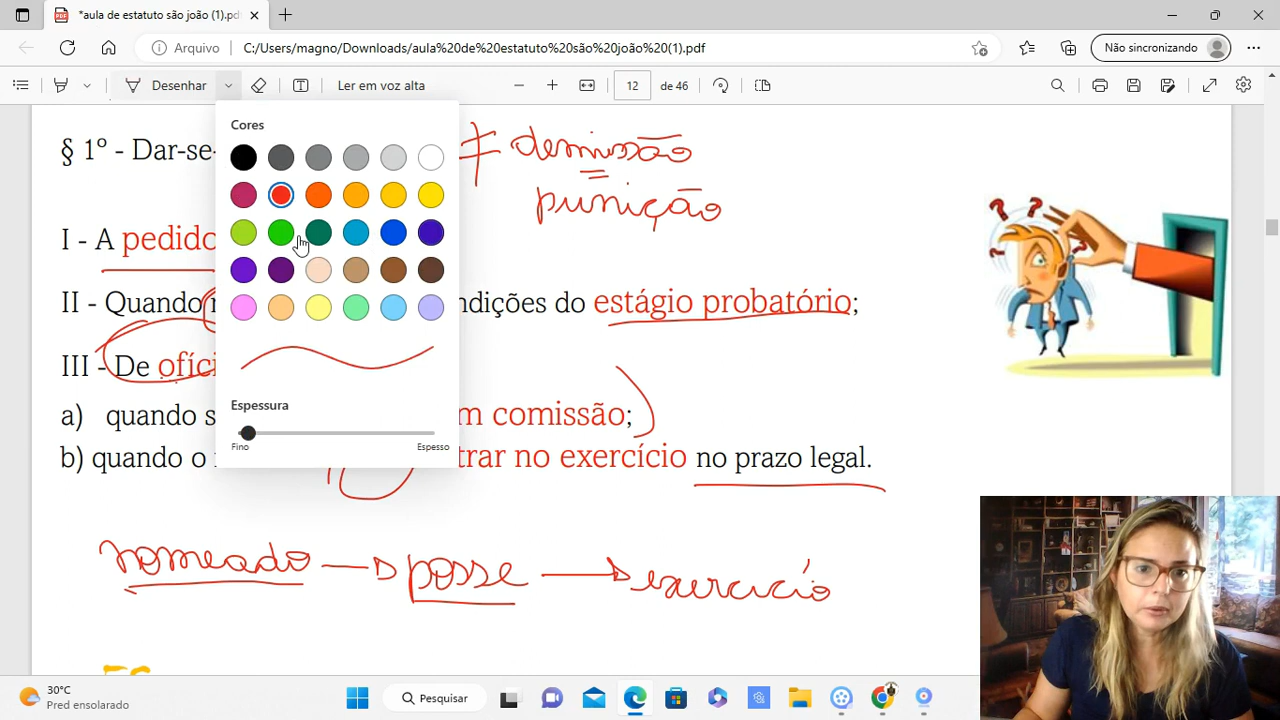 *aula de estatuto são joão (1).pd
Arquivo
C:/Users/magno/Downloads/aula%20de%20estatuto%20são%20joão%20(1).pdf
Não sincronizando
Desenhar
Ler em voz alta
12 de 46
Cores
§ 1º - Dar-se-
≠ demissão
=
punição
I - A pedido
II - Quando
ndições do estágio probatório;
III - De ofíci
a) quando s
m comissão;
Espessura
Fino
Espesso
b) quando o
trar no exercício no prazo legal.
nomeado → posse → exercício
30°C
Pred ensolarado
Pesquisar